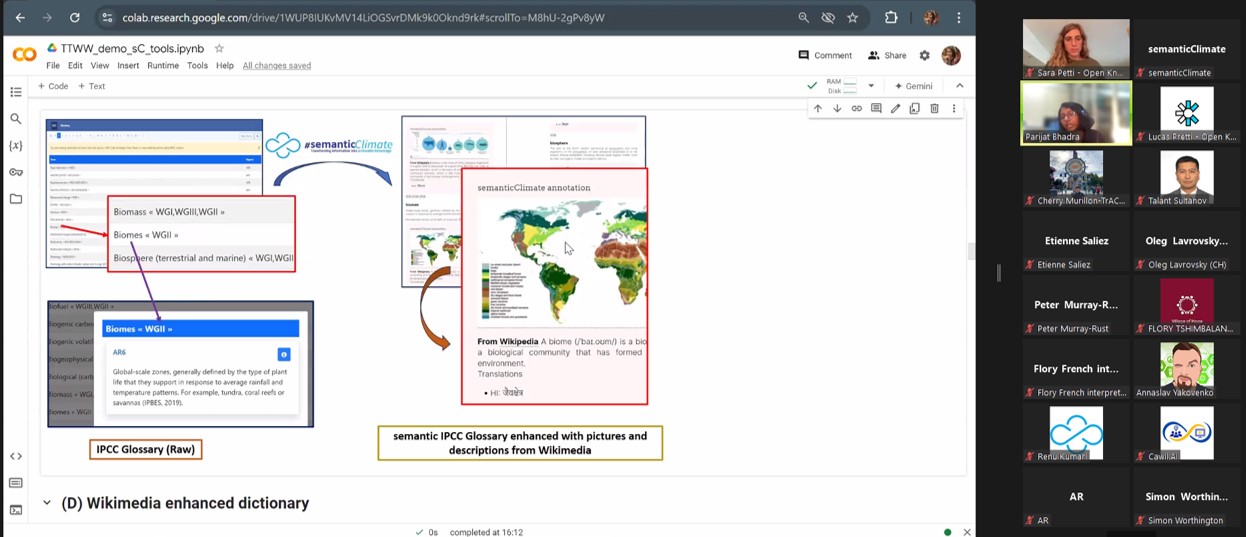 colab.research.google.com/drive/1WUP8IUKvMV14LiOGSvrDMk9k0Oknd9rk#scrollTo=M8hU-2gPv8yW
TTWW_demo_sC_tools.ipynb
File Edit View Insert Runtime Tools Help All changes saved
Comment
Share
+ Code + Text
RAM
Disk
Gemini
#semanticClimate
Biomass « WGI,WGIII,WGII »
Biomes « WGII »
Biosphere (terrestrial and marine) « WGI,WGII
Biomes « WGII »
AR6
Global-scale zones, generally defined by the type of plant
life that they support in response to average rainfall and
temperature patterns. For example, tundra, coral reefs or
savannas (IPBES, 2019).
IPCC Glossary (Raw)
semanticClimate annotation
From Wikipedia A biome (/ˈbaɪ.oʊm/) is a bio
a biological community that has formed
environment.
Translations
• HI: जैवक्षेत्र
semantic IPCC Glossary enhanced with pictures and
descriptions from Wikimedia
(D) Wikimedia enhanced dictionary
0s completed at 16:12
Sara Petti - Open Kn...
semanticClimate
semanticClimate
Parijat Bhadra
Lucas Pretti - Open K...
Cherry Murillon-TrAC...
Talant Sultanov
Etienne Saliez
Etienne Saliez
Oleg Lavrovsky...
Oleg Lavrovsky (CH)
Peter Murray-R...
Peter Murray-Rust
FLORY TSHIMBALAN...
Flory French int...
Flory French interpret...
Annaslav Yakovenko
Renu Kumari
CawilAI
AR
AR
Simon Worthin...
Simon Worthington